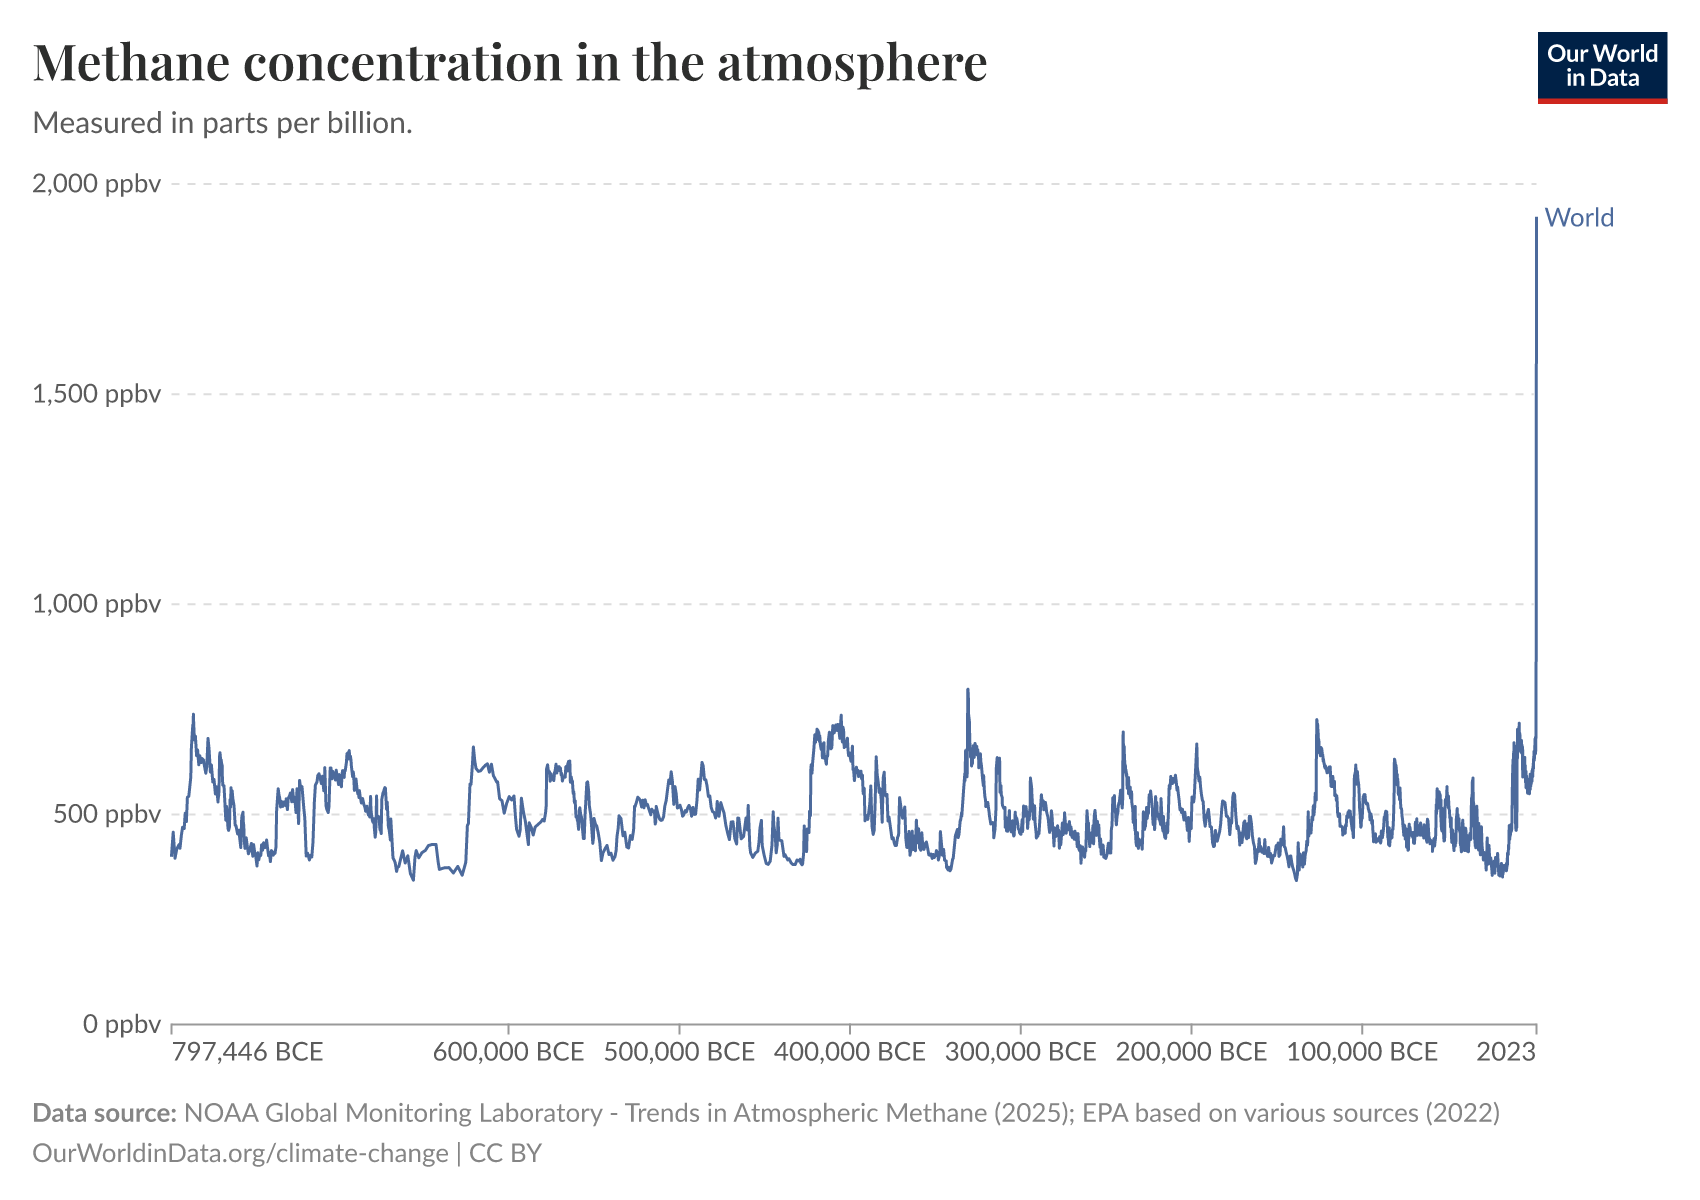 Methane concentration in the atmosphere
Our World
in Data
Measured in parts per billion.
2,000 ppbv
World
1,500 ppbv
1,000 ppbv
500 ppbv
0 ppbv
797,446 BCE
600,000 BCE
500,000 BCE
400,000 BCE
300,000 BCE
200,000 BCE
100,000 BCE
2023
Data source: NOAA Global Monitoring Laboratory - Trends in Atmospheric Methane (2025); EPA based on various sources (2022)
OurWorldinData.org/climate-change | CC BY